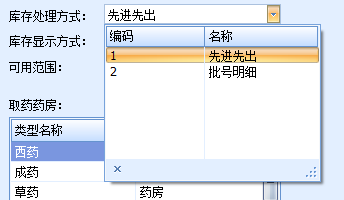 库存处理方式： 先进先出
库存显示方式： 编码 名称
1 先进先出
可用范围： 2 批号明细
取药药房：
类型名称
西药
成药
草药 药房